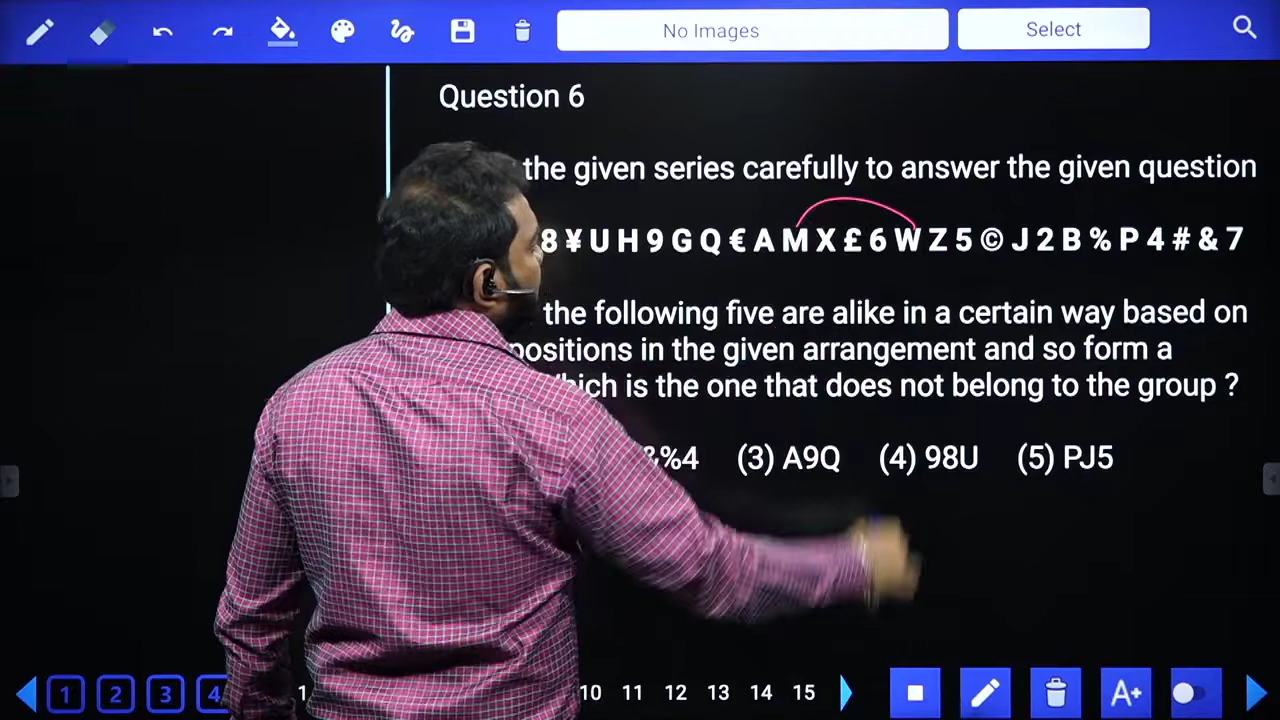 No Images
Select
Question 6
the given series carefully to answer the given question
8 ¥ U H 9 G Q € A M X £ 6 W Z 5 © J 2 B % P 4 # & 7
the following five are alike in a certain way based on
positions in the given arrangement and so form a
is the one that does not belong to the group ?
%4 (3) A9Q (4) 98U (5) PJ5
1 2 3 4 1 10 11 12 13 14 15
A+